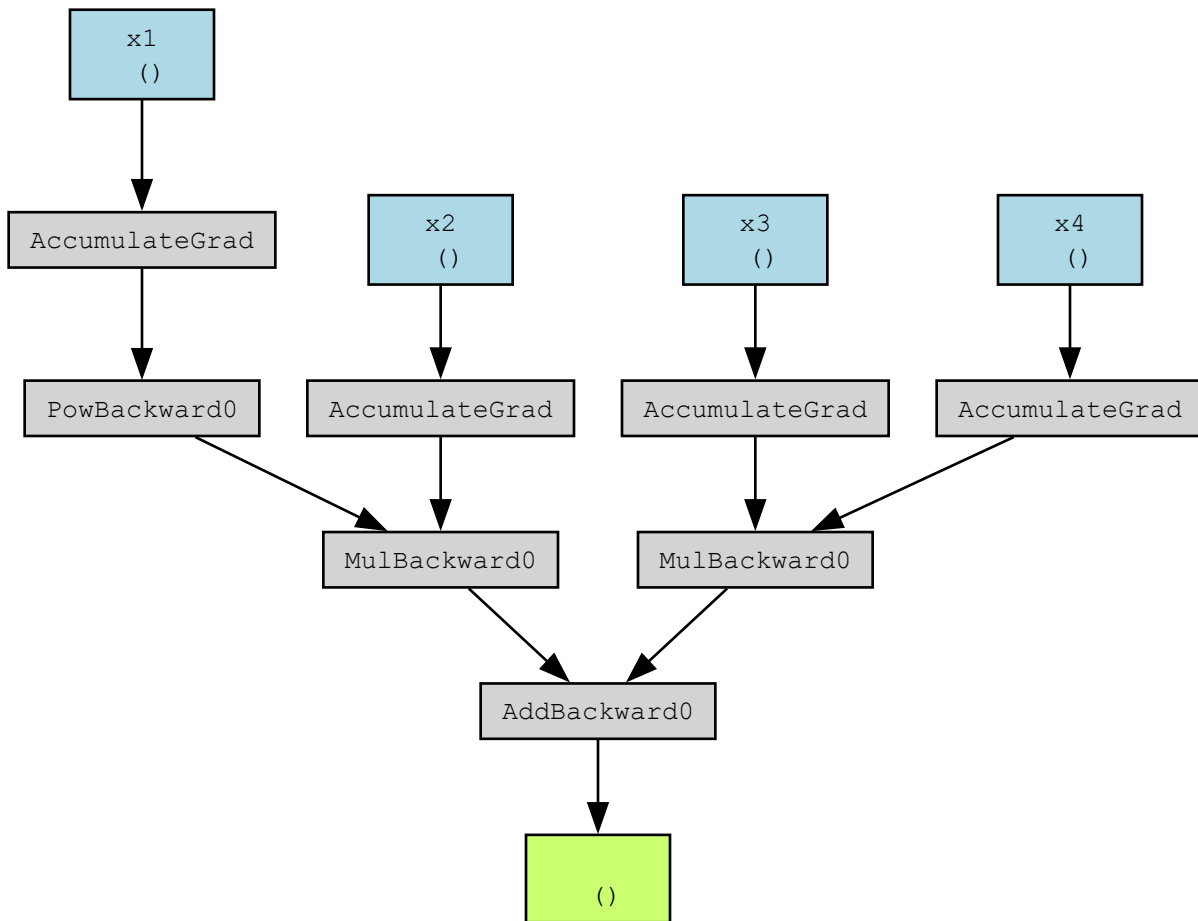 x1
()
AccumulateGrad
x2
()
x3
()
x4
()
PowBackward0
AccumulateGrad
AccumulateGrad
AccumulateGrad
MulBackward0
MulBackward0
AddBackward0
()